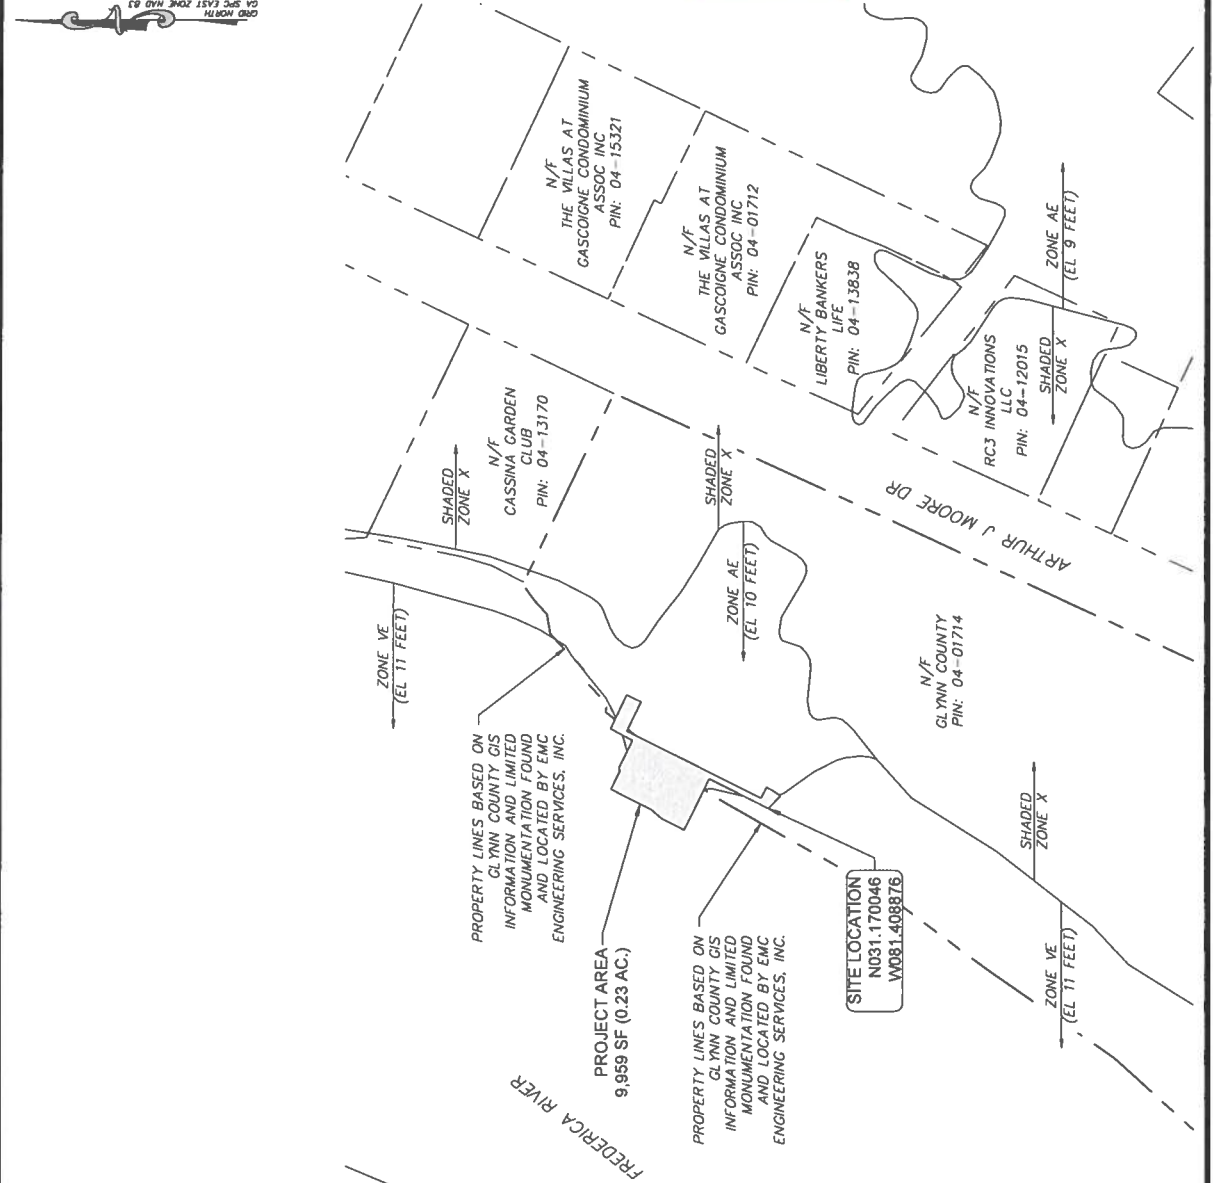 GRID NORTH
GA SPC EAST ZONE NAD 83
N/F
THE VILLAS AT
GASCOIGNE CONDOMINIUM
ASSOC INC
PIN: 04-15321
N/F
THE VILLAS AT
GASCOIGNE CONDOMINIUM
ASSOC INC
PIN: 04-01712
N/F
LIBERTY BANKERS
LIFE
PIN: 04-13838
ZONE AE
(EL 9 FEET)
N/F
RC3 INNOVATIONS
LLC
PIN: 04-12015
SHADED
ZONE X
N/F
CASSINA GARDEN
CLUB
PIN: 04-13170
SHADED
ZONE X
SHADED
ZONE X
ARTHUR J MOORE DR
ZONE VE
(EL 11 FEET)
ZONE AE
(EL 10 FEET)
N/F
GLYNN COUNTY
PIN: 04-01714
PROPERTY LINES BASED ON
GLYNN COUNTY GIS
INFORMATION AND LIMITED
MONUMENTATION FOUND
AND LOCATED BY EMC
ENGINEERING SERVICES, INC.
SHADED
ZONE X
SITE LOCATION
N031.170046
W081.408876
PROJECT AREA
9,959 SF (0.23 AC.)
PROPERTY LINES BASED ON
GLYNN COUNTY GIS
INFORMATION AND LIMITED
MONUMENTATION FOUND
AND LOCATED BY EMC
ENGINEERING SERVICES, INC.
ZONE VE
(EL 11 FEET)
FREDERICA RIVER